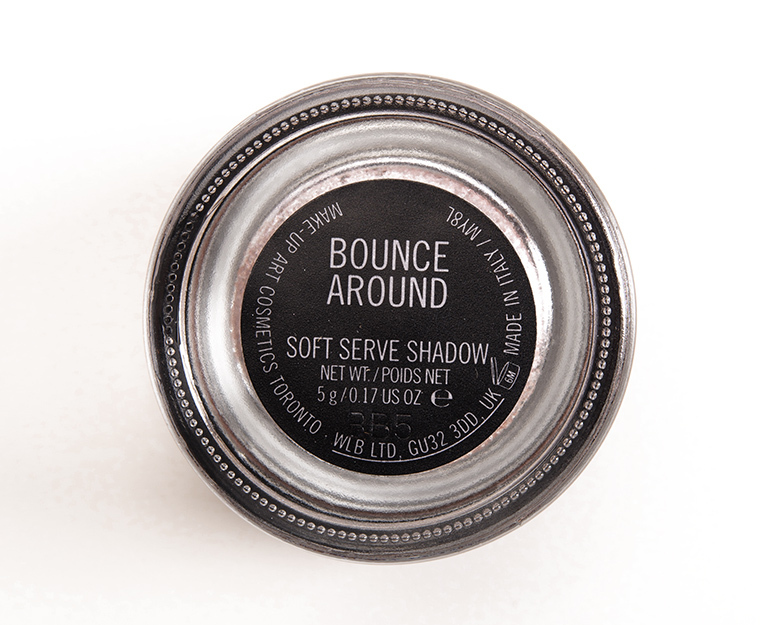 BOUNCE
AROUND
SOFT SERVE SHADOW
NET WT. / POIDS NET
5 g / 0.17 US OZ ℮
BB5
MAKE-UP ART COSMETICS TORONTO . WLB LTD, GU32 3DD, UK
6M
MADE IN ITALY / MY8L